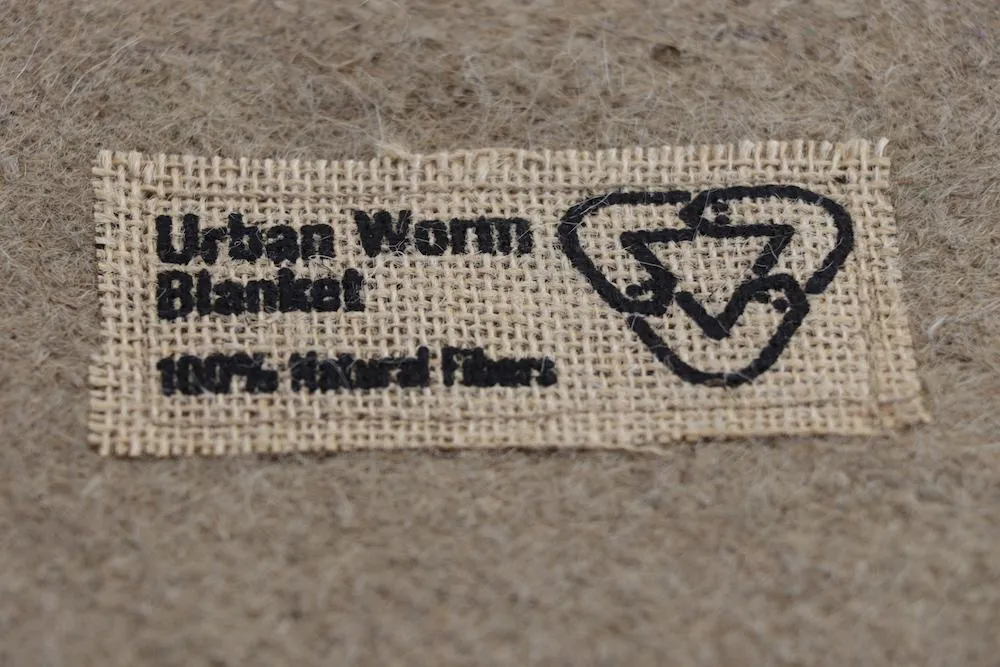 Urban Worm
Blanket
100% Natural Fibers